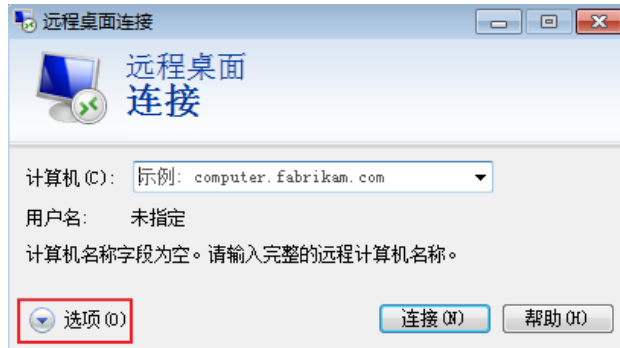 远程桌面连接
远程桌面
连接
计算机(C): 示例: computer.fabrikam.com
用户名: 未指定
计算机名称字段为空。请输入完整的远程计算机名称。
选项(O) 连接(N) 帮助(H)